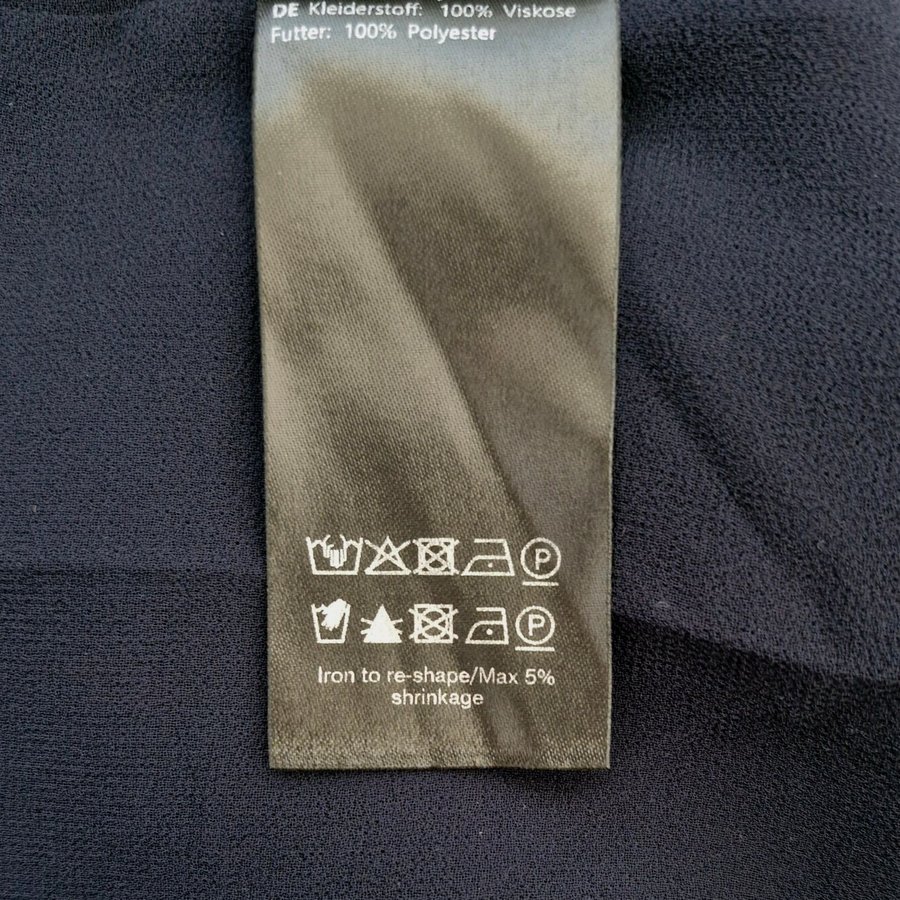 DE Kleiderstoff: 100% Viskose
Futter: 100% Polyester
P
P
Iron to re-shape/Max 5%
shrinkage